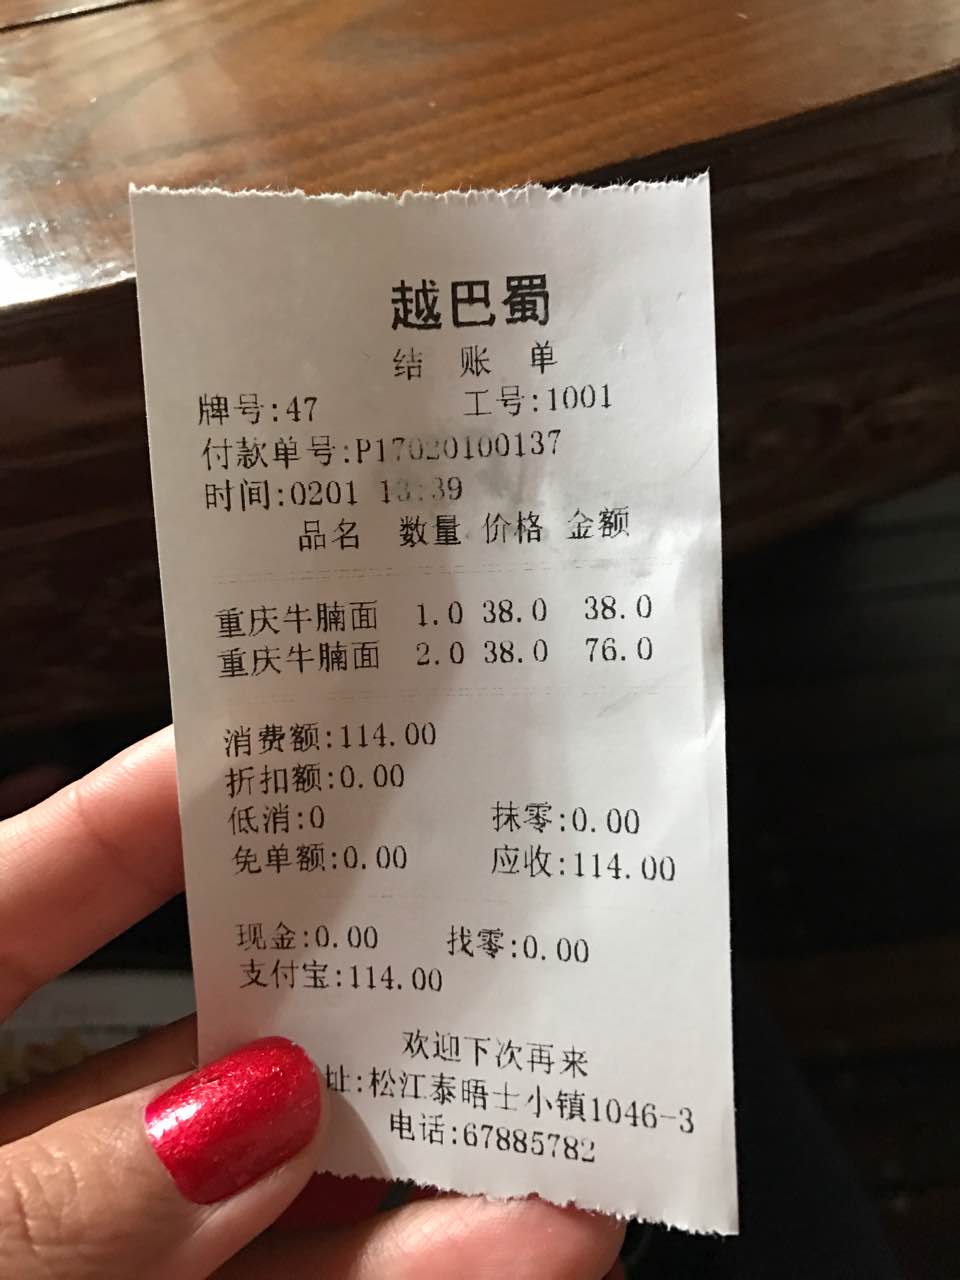 越巴蜀
结 账 单
牌号:47 工号:1001
付款单号:P17020100137
时间:0201 13:39
品名 数量 价格 金额
重庆牛腩面 1.0 38.0 38.0
重庆牛腩面 2.0 38.0 76.0
消费额:114.00
折扣额:0.00
低消:0 抹零:0.00
免单额:0.00 应收:114.00
现金:0.00 找零:0.00
支付宝:114.00
欢迎下次再来
址:松江泰晤士小镇1046-3
电话:67885782